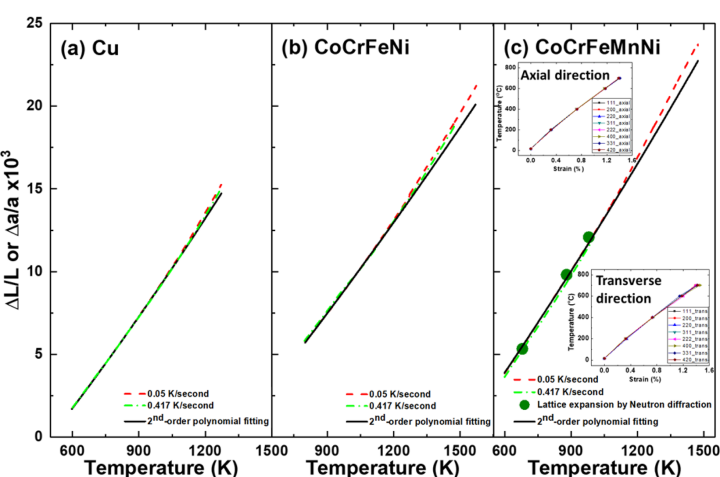 ΔL/L or Δa/a x10³
25
20
15
10
5
0
(a) Cu
0.05 K/second
0.417 K/second
2nd-order polynomial fitting
600 900 1200
Temperature (K)
(b) CoCrFeNi
0.05 K/second
0.417 K/second
2nd-order polynomial fitting
600 900 1200 1500
Temperature (K)
(c) CoCrFeMnNi
Axial direction
Temperature (°C)
800
600
400
200
0
111_axial
200_axial
220_axial
311_axial
222_axial
400_axial
331_axial
420_axial
0.0 0.4 0.8 1.2 1.6
Strain (%)
Transverse
direction
Temperature (°C)
800
600
400
200
0
111_trans
200_trans
220_trans
311_trans
222_trans
400_trans
331_trans
420_trans
0.0 0.4 0.8 1.2 1.6
Strain (%)
0.05 K/second
0.417 K/second
Lattice expansion by Neutron diffraction
2nd-order polynomial fitting
600 900 1200 1500
Temperature (K)